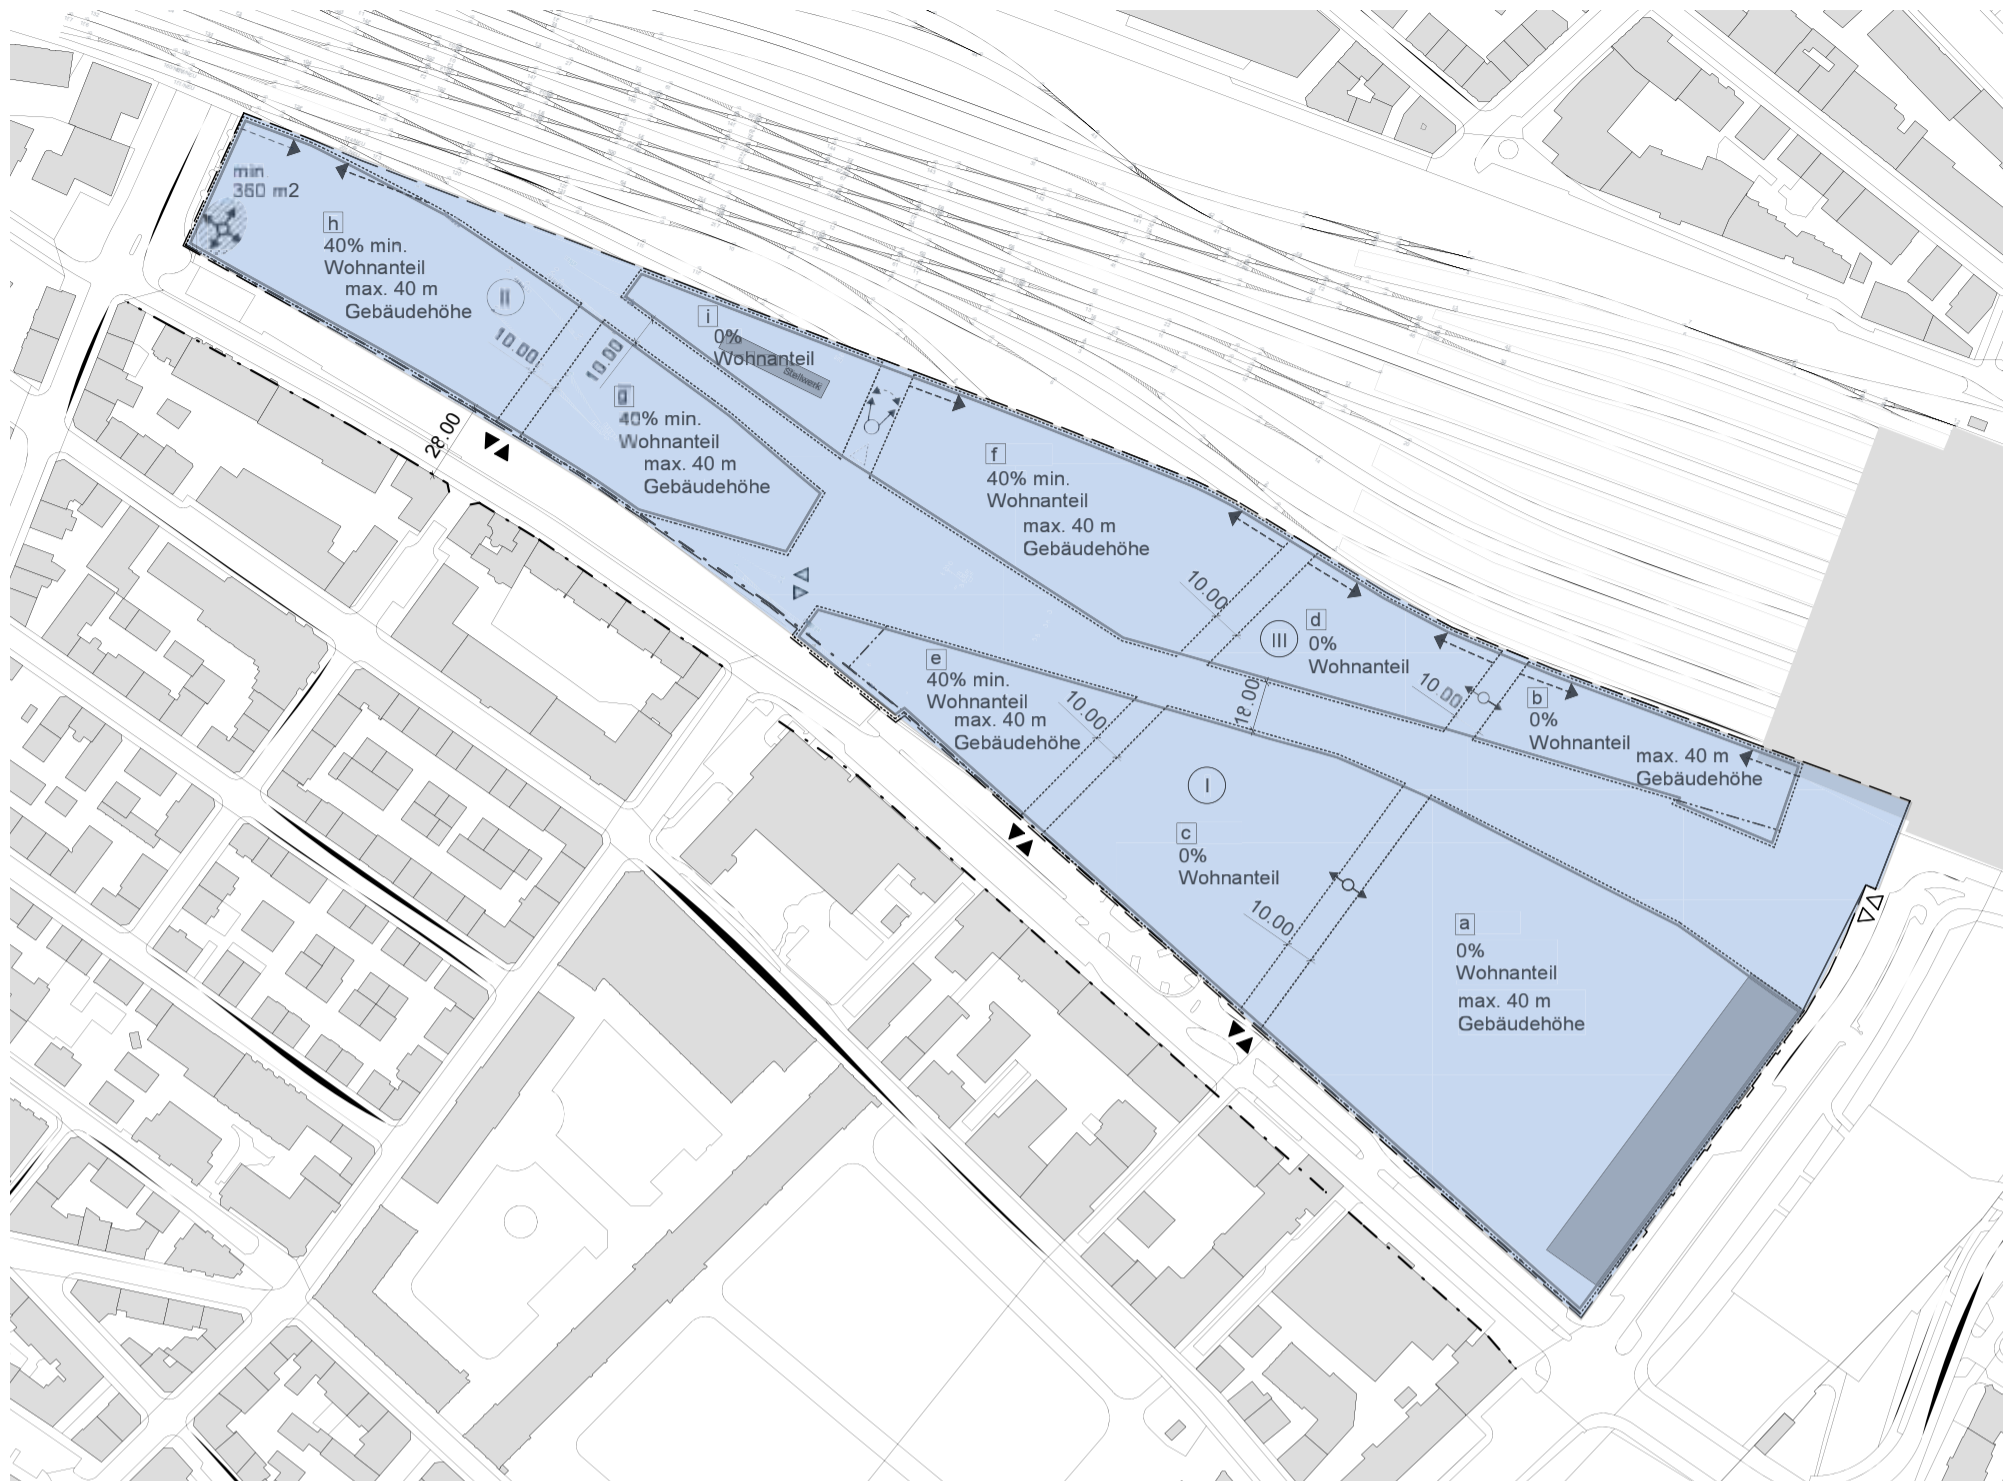 min.
350 m2
h
40% min.
Wohnanteil
max. 40 m
Gebäudehöhe
II
10.00
10.00
i
0%
Wohnanteil
Stellwerk
g
40% min.
Wohnanteil
max. 40 m
Gebäudehöhe
28.00
f
40% min.
Wohnanteil
max. 40 m
Gebäudehöhe
10.00
III
d
0%
Wohnanteil
10.00
b
0%
Wohnanteil
max. 40 m
Gebäudehöhe
e
40% min.
Wohnanteil
max. 40 m
Gebäudehöhe
10.00
18.00
I
c
0%
Wohnanteil
10.00
a
0%
Wohnanteil
max. 40 m
Gebäudehöhe